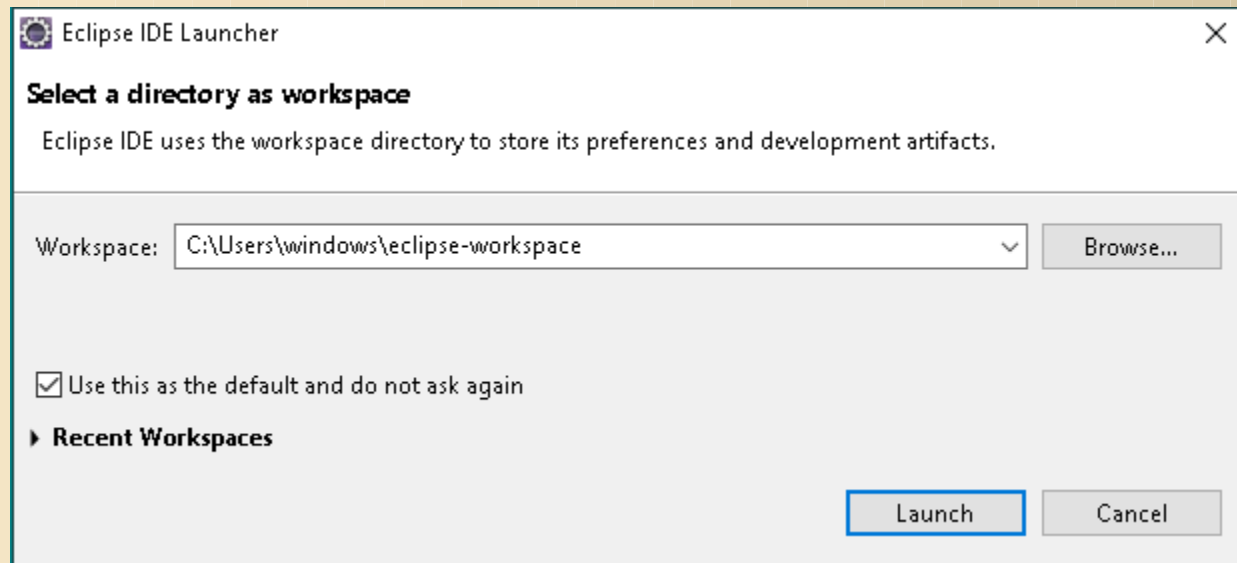 Eclipse IDE Launcher
Select a directory as workspace
Eclipse IDE uses the workspace directory to store its preferences and development artifacts.
Workspace: C:\Users\windows\eclipse-workspace Browse...
Use this as the default and do not ask again
Recent Workspaces
Launch Cancel